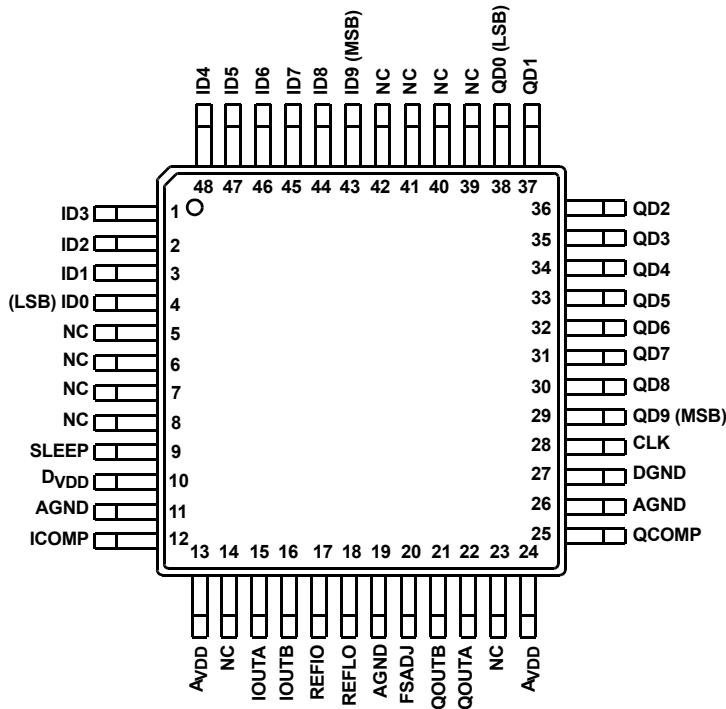 ID4 ID5 ID6 ID7 ID8 ID9 (MSB) NC NC NC NC QD0 (LSB) QD1
48 47 46 45 44 43 42 41 40 39 38 37
ID3 1 36 QD2
ID2 2 35 QD3
ID1 3 34 QD4
(LSB) ID0 4 33 QD5
NC 5 32 QD6
NC 6 31 QD7
NC 7 30 QD8
NC 8 29 QD9 (MSB)
SLEEP 9 28 CLK
DVDD 10 27 DGND
AGND 11 26 AGND
ICOMP 12 25 QCOMP
13 14 15 16 17 18 19 20 21 22 23 24
AVDD NC IOUTA IOUTB REFIO REFLO AGND FSADJ QOUTB QOUTA NC AVDD